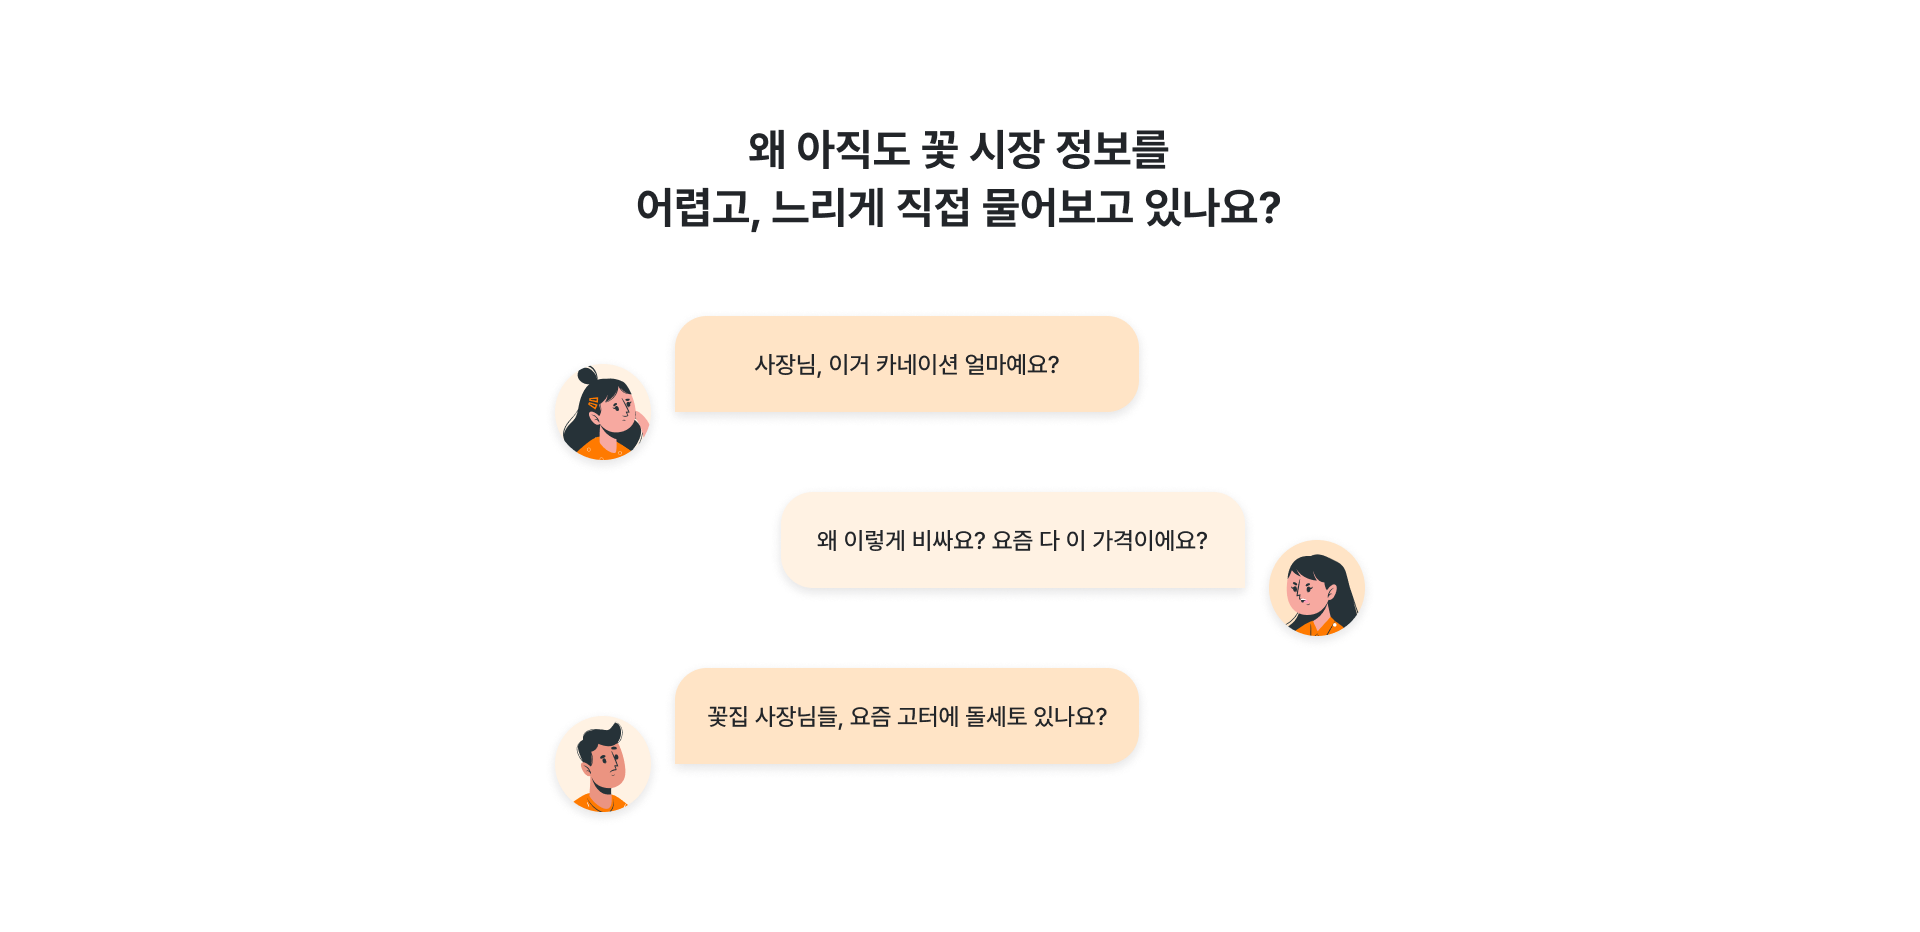 왜 아직도 꽃 시장 정보를
어렵고, 느리게 직접 물어보고 있나요?
사장님, 이거 카네이션 얼마예요?
왜 이렇게 비싸요? 요즘 다 이 가격이에요?
꽃집 사장님들, 요즘 고터에 돌세토 있나요?